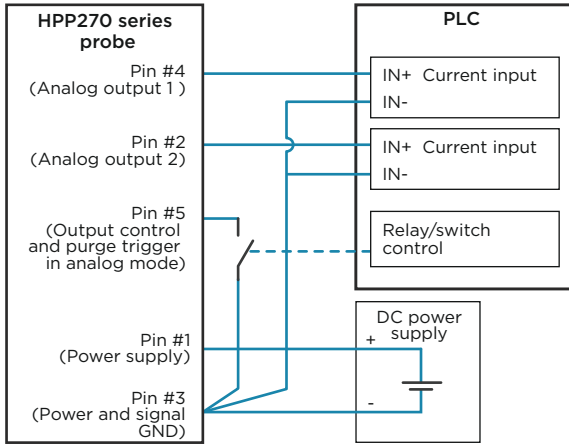 HPP270 series
probe
Pin #4
(Analog output 1 )
Pin #2
(Analog output 2)
Pin #5
(Output control
and purge trigger
in analog mode)
Pin #1
(Power supply)
Pin #3
(Power and signal
GND)
PLC
IN+ Current input
IN-
IN+ Current input
IN-
Relay/switch
control
DC power
supply
+
-